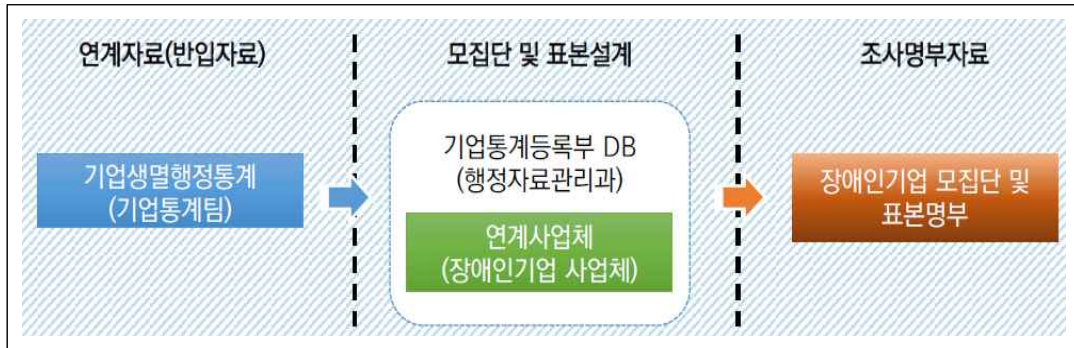 연계자료(반입자료)
기업생멸행정통계
(기업통계팀)
모집단 및 표본설계
기업통계등록부 DB
(행정자료관리과)
연계사업체
(장애인기업 사업체)
조사명부자료
장애인기업 모집단 및
표본명부